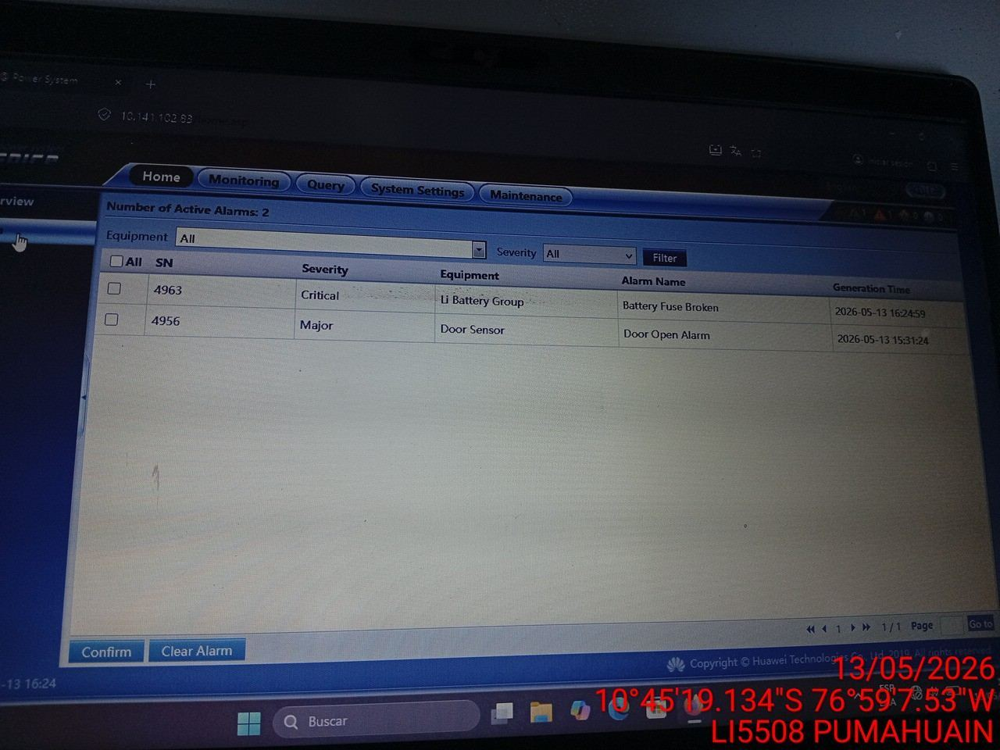 Power System
10.141.102.83
Home Monitoring Query System Settings Maintenance
rview
Number of Active Alarms: 2
Equipment All Severity All Filter
All SN Severity Equipment Alarm Name Generation Time
4963 Critical Li Battery Group Battery Fuse Broken 2026-05-13 16:24:59
4956 Major Door Sensor Door Open Alarm 2026-05-13 15:31:24
1 1/1 Page Go to
Confirm Clear Alarm
Copyright © Huawei Technologies Co., Ltd. 2019. All rights reserved
-13 16:24
Buscar
ESP
13/05/2026
10°45'19.134"S 76°59'7.53"W
LI5508 PUMAHUAIN